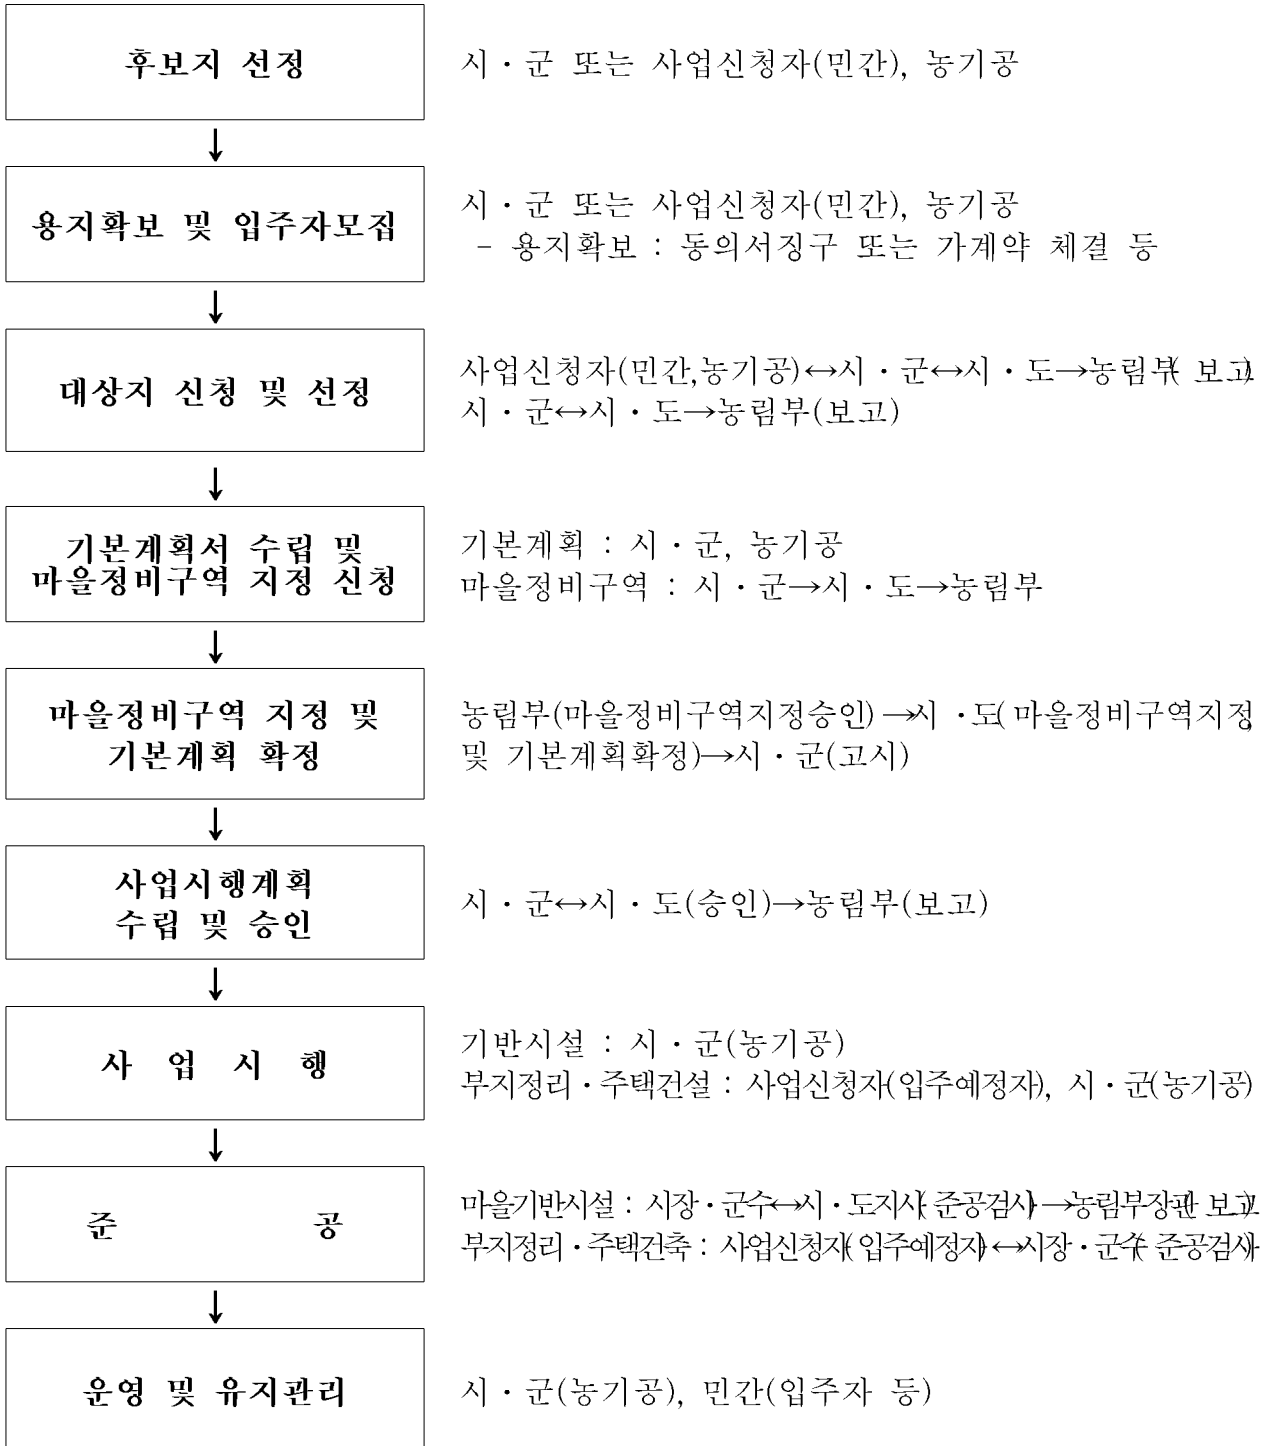 후보지 선정
시·군 또는 사업신청자(민간), 농기공
↓
용지확보 및 입주자모집
시·군 또는 사업신청자(민간), 농기공
- 용지확보 : 동의서징구 또는 가계약 체결 등
↓
대상지 신청 및 선정
사업신청자(민간,농기공)↔시·군↔시·도→농림부(보고)
시·군↔시·도→농림부(보고)
↓
기본계획서 수립 및
마을정비구역 지정 신청
기본계획 : 시·군, 농기공
마을정비구역 : 시·군→시·도→농림부
↓
마을정비구역 지정 및
기본계획 확정
농림부(마을정비구역지정승인)→시·도(마을정비구역지정
및 기본계획확정)→시·군(고시)
↓
사업시행계획
수립 및 승인
시·군↔시·도(승인)→농림부(보고)
↓
사 업 시 행
기반시설 : 시·군(농기공)
부지정리·주택건설 : 사업신청자(입주예정자), 시·군(농기공)
↓
준 공
마을기반시설 : 시장·군수↔시·도지사(준공검사)→농림부장관(보고)
부지정리·주택건축 : 사업신청자(입주예정자)↔시장·군수(준공검사)
↓
운영 및 유지관리
시·군(농기공), 민간(입주자 등)